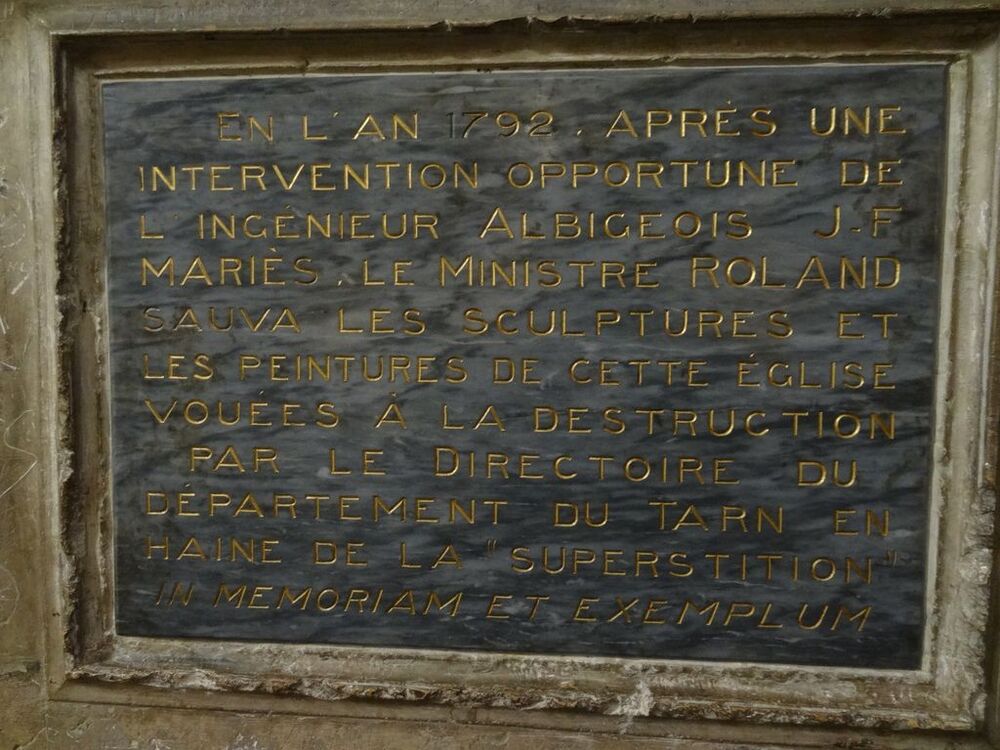 EN L'AN 1792. APRÈS UNE
INTERVENTION OPPORTUNE DE
L'INGÉNIEUR ALBIGEOIS J-F
MARIÈS. LE MINISTRE ROLAND
SAUVA LES SCULPTURES ET
LES PEINTURES DE CETTE ÉGLISE
VOUÉES À LA DESTRUCTION
PAR LE DIRECTOIRE DU
DÉPARTEMENT DU TARN EN
HAINE DE LA "SUPERSTITION"
IN MEMORIAM ET EXEMPLUM